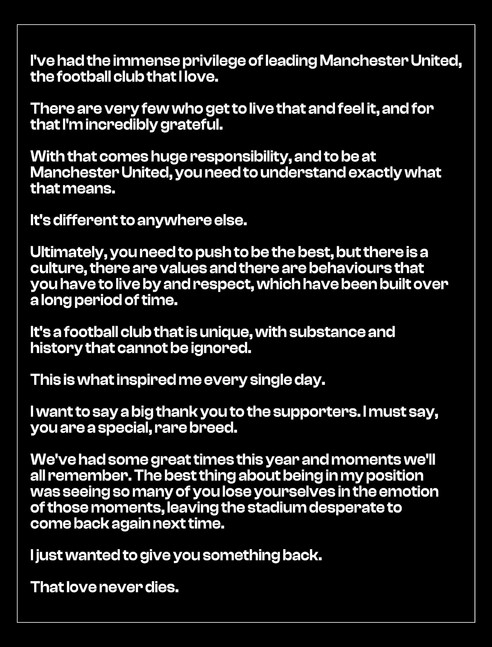 I've had the immense privilege of leading Manchester United,
the football club that I love.
There are very few who get to live that and feel it, and for
that I'm incredibly grateful.
With that comes huge responsibility, and to be at
Manchester United, you need to understand exactly what
that means.
It's different to anywhere else.
Ultimately, you need to push to be the best, but there is a
culture, there are values and there are behaviours that
you have to live by and respect, which have been built over
a long period of time.
It's a football club that is unique, with substance and
history that cannot be ignored.
This is what inspired me every single day.
I want to say a big thank you to the supporters. I must say,
you are a special, rare breed.
We've had some great times this year and moments we'll
all remember. The best thing about being in my position
was seeing so many of you lose yourselves in the emotion
of those moments, leaving the stadium desperate to
come back again next time.
I just wanted to give you something back.
That love never dies.